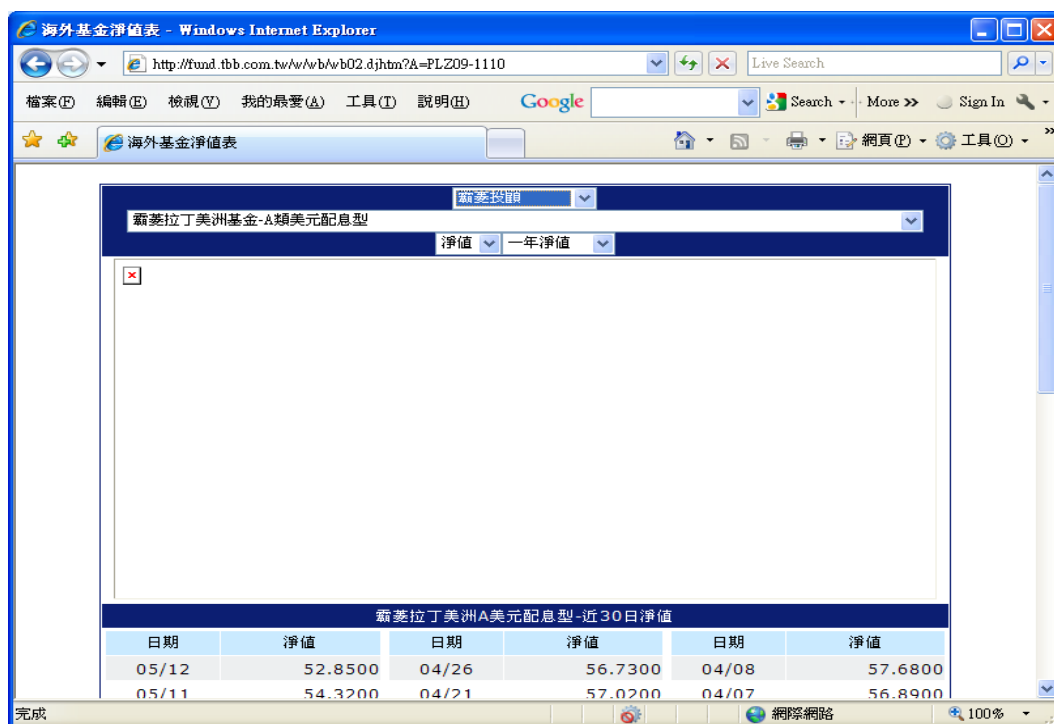 海外基金淨值表 - Windows Internet Explorer
http://fund.tbb.com.tw/w/wb/wb02.djhtm?A=PLZ09-1110
Live Search
檔案(F) 編輯(E) 檢視(V) 我的最愛(A) 工具(T) 說明(H) Google Search More >> Sign In
海外基金淨值表 網頁(P) 工具(O)
霸菱投顧
霸菱拉丁美洲基金-A類美元配息型
淨值 一年淨值
霸菱拉丁美洲A美元配息型-近30日淨值
日期 淨值 日期 淨值 日期 淨值
05/12 52.8500 04/26 56.7300 04/08 57.6800
05/11 54.3200 04/21 57.0200 04/07 56.8900
完成 網際網路 100%